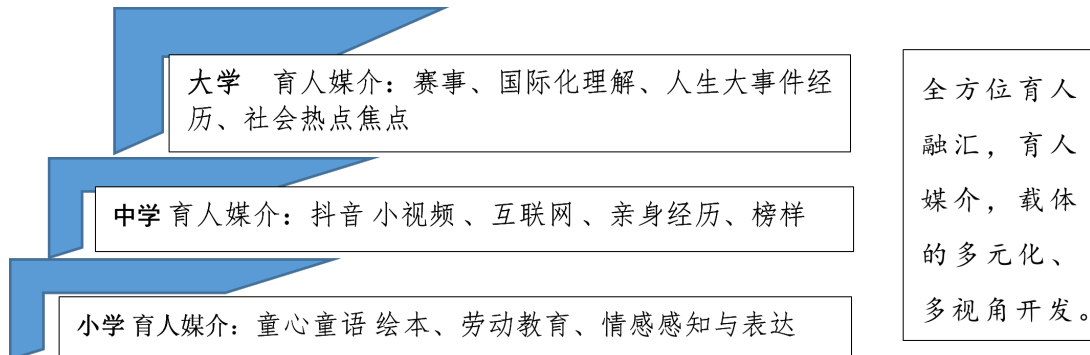 大学 育人媒介：赛事、国际化理解、人生大事件经
历、社会热点焦点
中学 育人媒介：抖音 小视频 、互联网 、亲身经历、榜样
小学 育人媒介：童心童语 绘本、劳动教育、情感感知与表达
全方位育人
融汇，育人
媒介，载体
的多元化、
多视角开发。